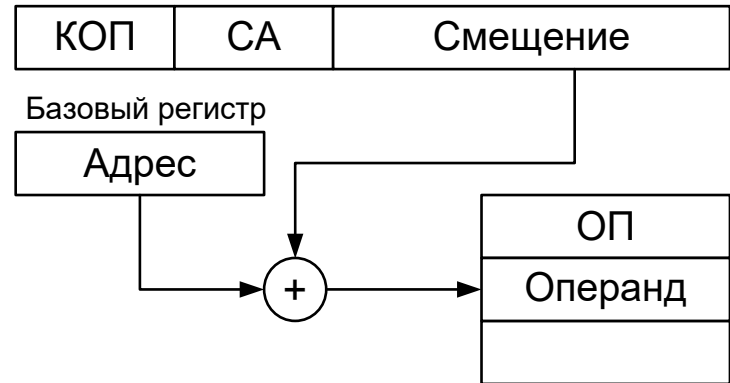 КОП СА Смещение
Базовый регистр
Адрес
ОП
+ Операнд